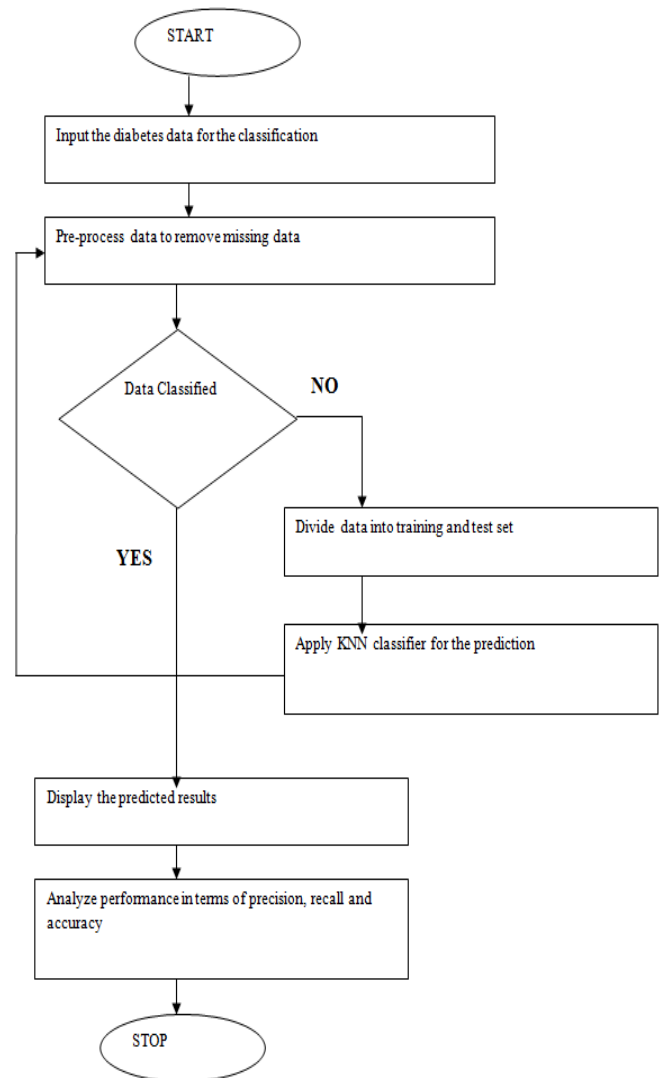 START
Input the diabetes data for the classification
Pre-process data to remove missing data
Data Classified
NO
Divide data into training and test set
YES
Apply KNN classifier for the prediction
Display the predicted results
Analyze performance in terms of precision, recall and
accuracy
STOP